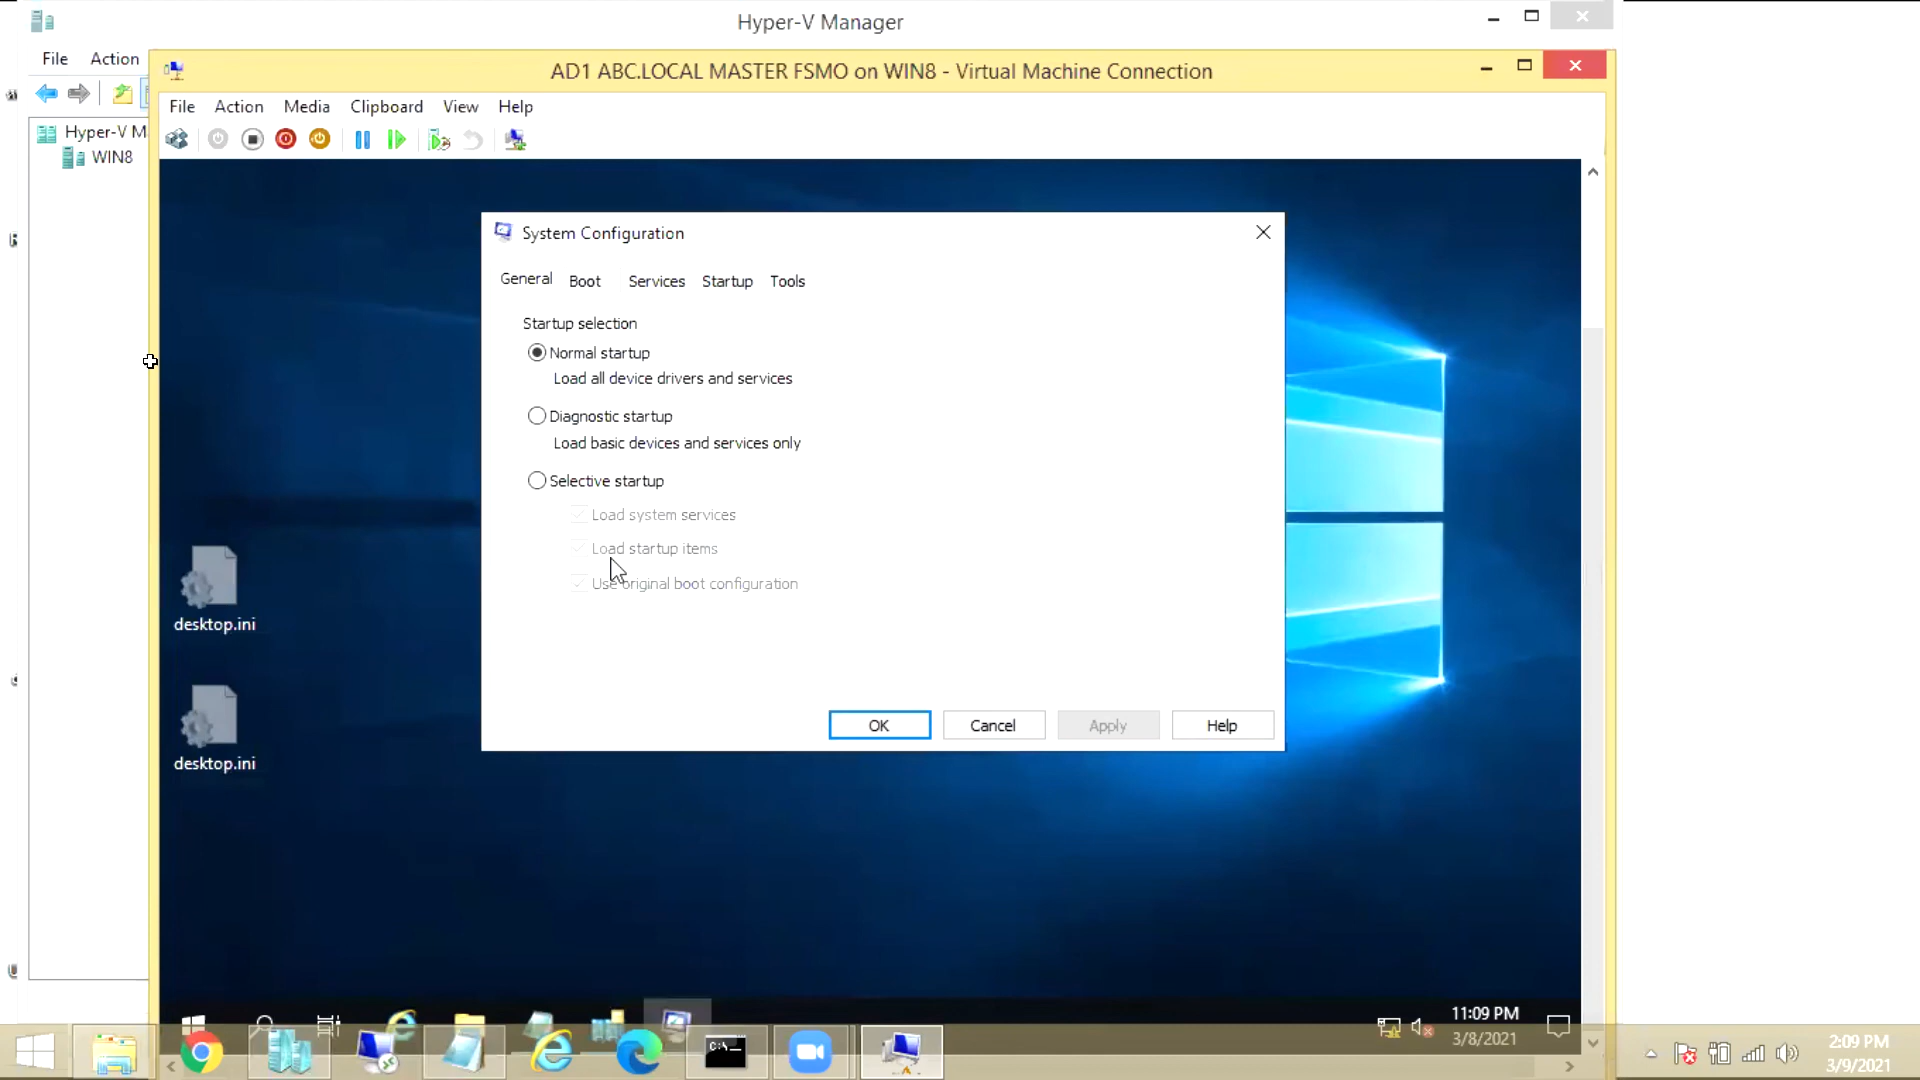 Hyper-V Manager
File Action
AD1 ABC.LOCAL MASTER FSMO on WIN8 - Virtual Machine Connection
File Action Media Clipboard View Help
Hyper-V M
WIN8
System Configuration
General Boot Services Startup Tools
Startup selection
Normal startup
Load all device drivers and services
Diagnostic startup
Load basic devices and services only
Selective startup
Load system services
Load startup items
Use original boot configuration
OK Cancel Apply Help
desktop.ini
desktop.ini
11:09 PM
3/8/2021
C:\_
2:09 PM
3/9/2021